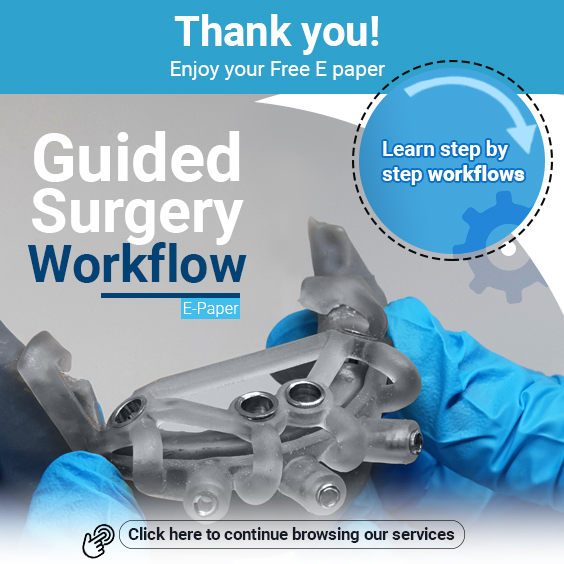 Thank you!
Enjoy your Free E paper
Guided
Surgery
Workflow
E-Paper
Learn step by
step workflows
Click here to continue browsing our services